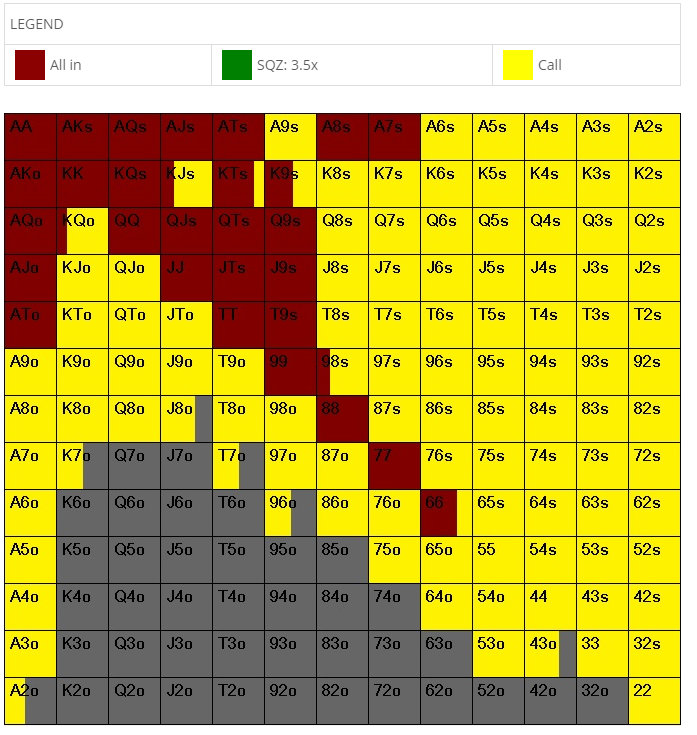 LEGEND
All in SQZ: 3.5x Call
AA AKs AQs AJs ATs A9s A8s A7s A6s A5s A4s A3s A2s
AKo KK KQs KJs KTs K9s K8s K7s K6s K5s K4s K3s K2s
AQo KQo QQ QJs QTs Q9s Q8s Q7s Q6s Q5s Q4s Q3s Q2s
AJo KJo QJo JJ JTs J9s J8s J7s J6s J5s J4s J3s J2s
ATo KTo QTo JTo TT T9s T8s T7s T6s T5s T4s T3s T2s
A9o K9o Q9o J9o T9o 99 98s 97s 96s 95s 94s 93s 92s
A8o K8o Q8o J8o T8o 98o 88 87s 86s 85s 84s 83s 82s
A7o K7o Q7o J7o T7o 97o 87o 77 76s 75s 74s 73s 72s
A6o K6o Q6o J6o T6o 96o 86o 76o 66 65s 64s 63s 62s
A5o K5o Q5o J5o T5o 95o 85o 75o 65o 55 54s 53s 52s
A4o K4o Q4o J4o T4o 94o 84o 74o 64o 54o 44 43s 42s
A3o K3o Q3o J3o T3o 93o 83o 73o 63o 53o 43o 33 32s
A2o K2o Q2o J2o T2o 92o 82o 72o 62o 52o 42o 32o 22